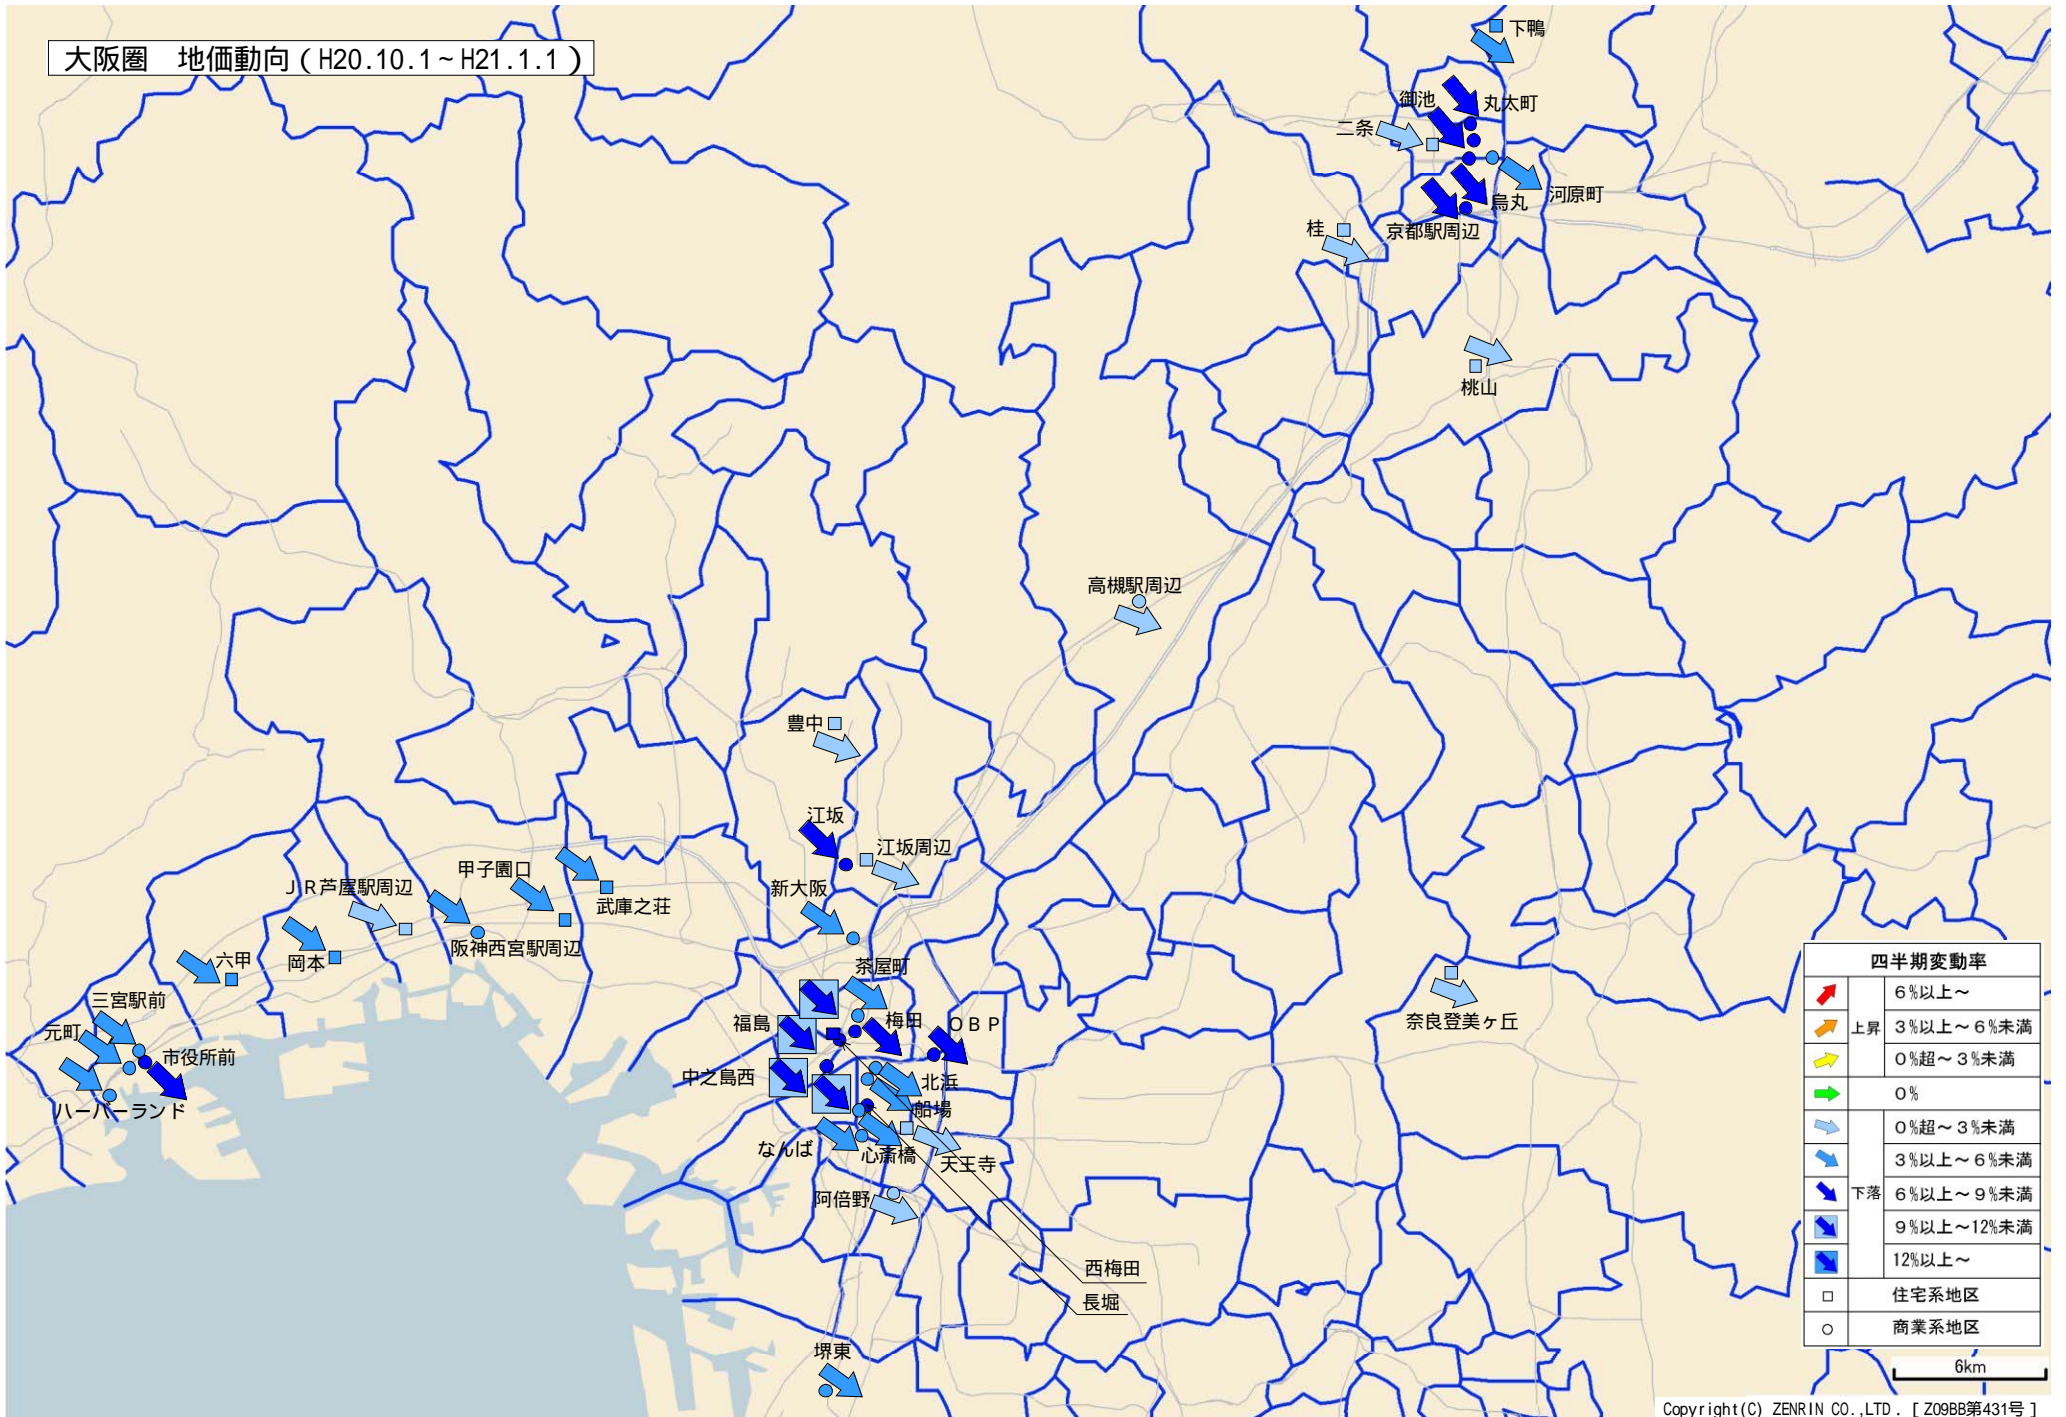 大阪圏 地価動向（H20.10.1～H21.1.1）
下鴨
御池
丸太町
二条
河原町
烏丸
京都駅周辺
桂
桃山
高槻駅周辺
豊中
江坂
江坂周辺
新大阪
甲子園口
ＪＲ芦屋駅周辺
武庫之荘
阪神西宮駅周辺
六甲
岡本
三宮駅前
元町
市役所前
ハーバーランド
茶屋町
福島
梅田
ＯＢＰ
中之島西
北浜
船場
なんば
心斎橋
天王寺
阿倍野
西梅田
長堀
堺東
奈良登美ヶ丘
四半期変動率
上昇
6%以上～
3%以上～6%未満
0%超～3%未満
0%
下落
0%超～3%未満
3%以上～6%未満
6%以上～9%未満
9%以上～12%未満
12%以上～
住宅系地区
商業系地区
6km
Copyright(C) ZENRIN CO.,LTD. [ Z09BB第431号 ]